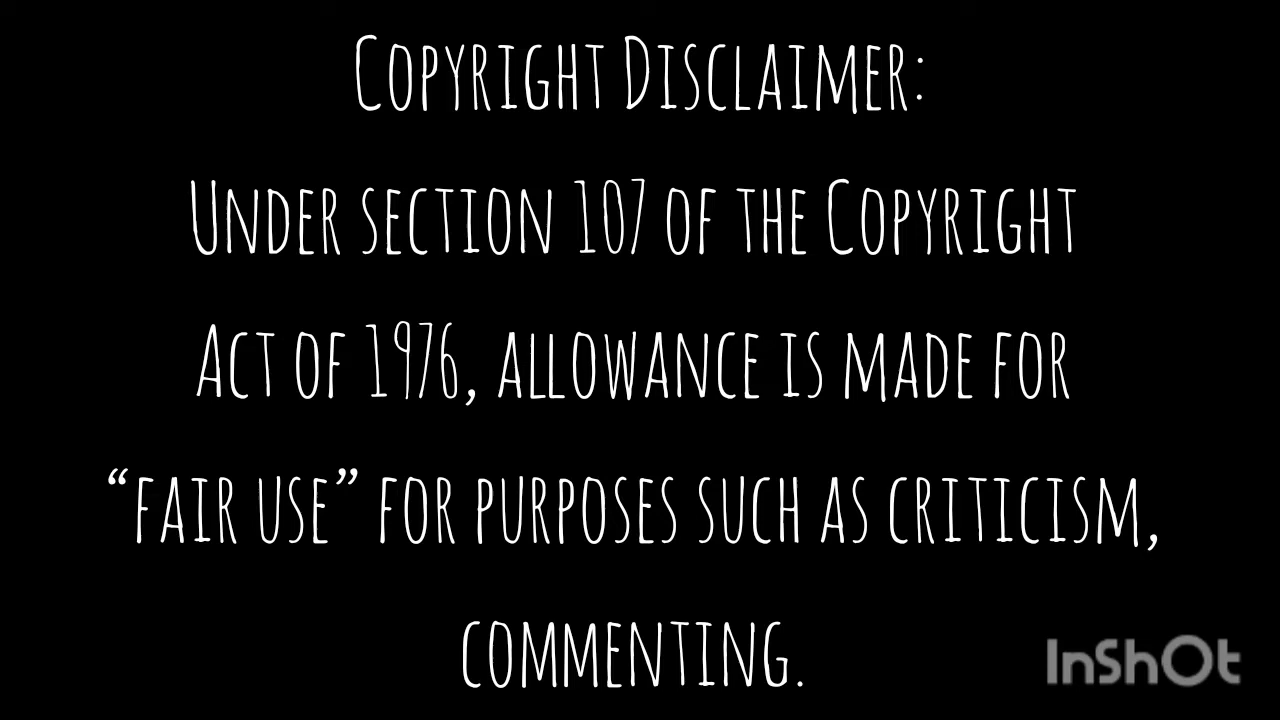 Copyright Disclaimer:
Under section 107 of the Copyright
Act of 1976, allowance is made for
“fair use” for purposes such as criticism,
commenting.
InShOt